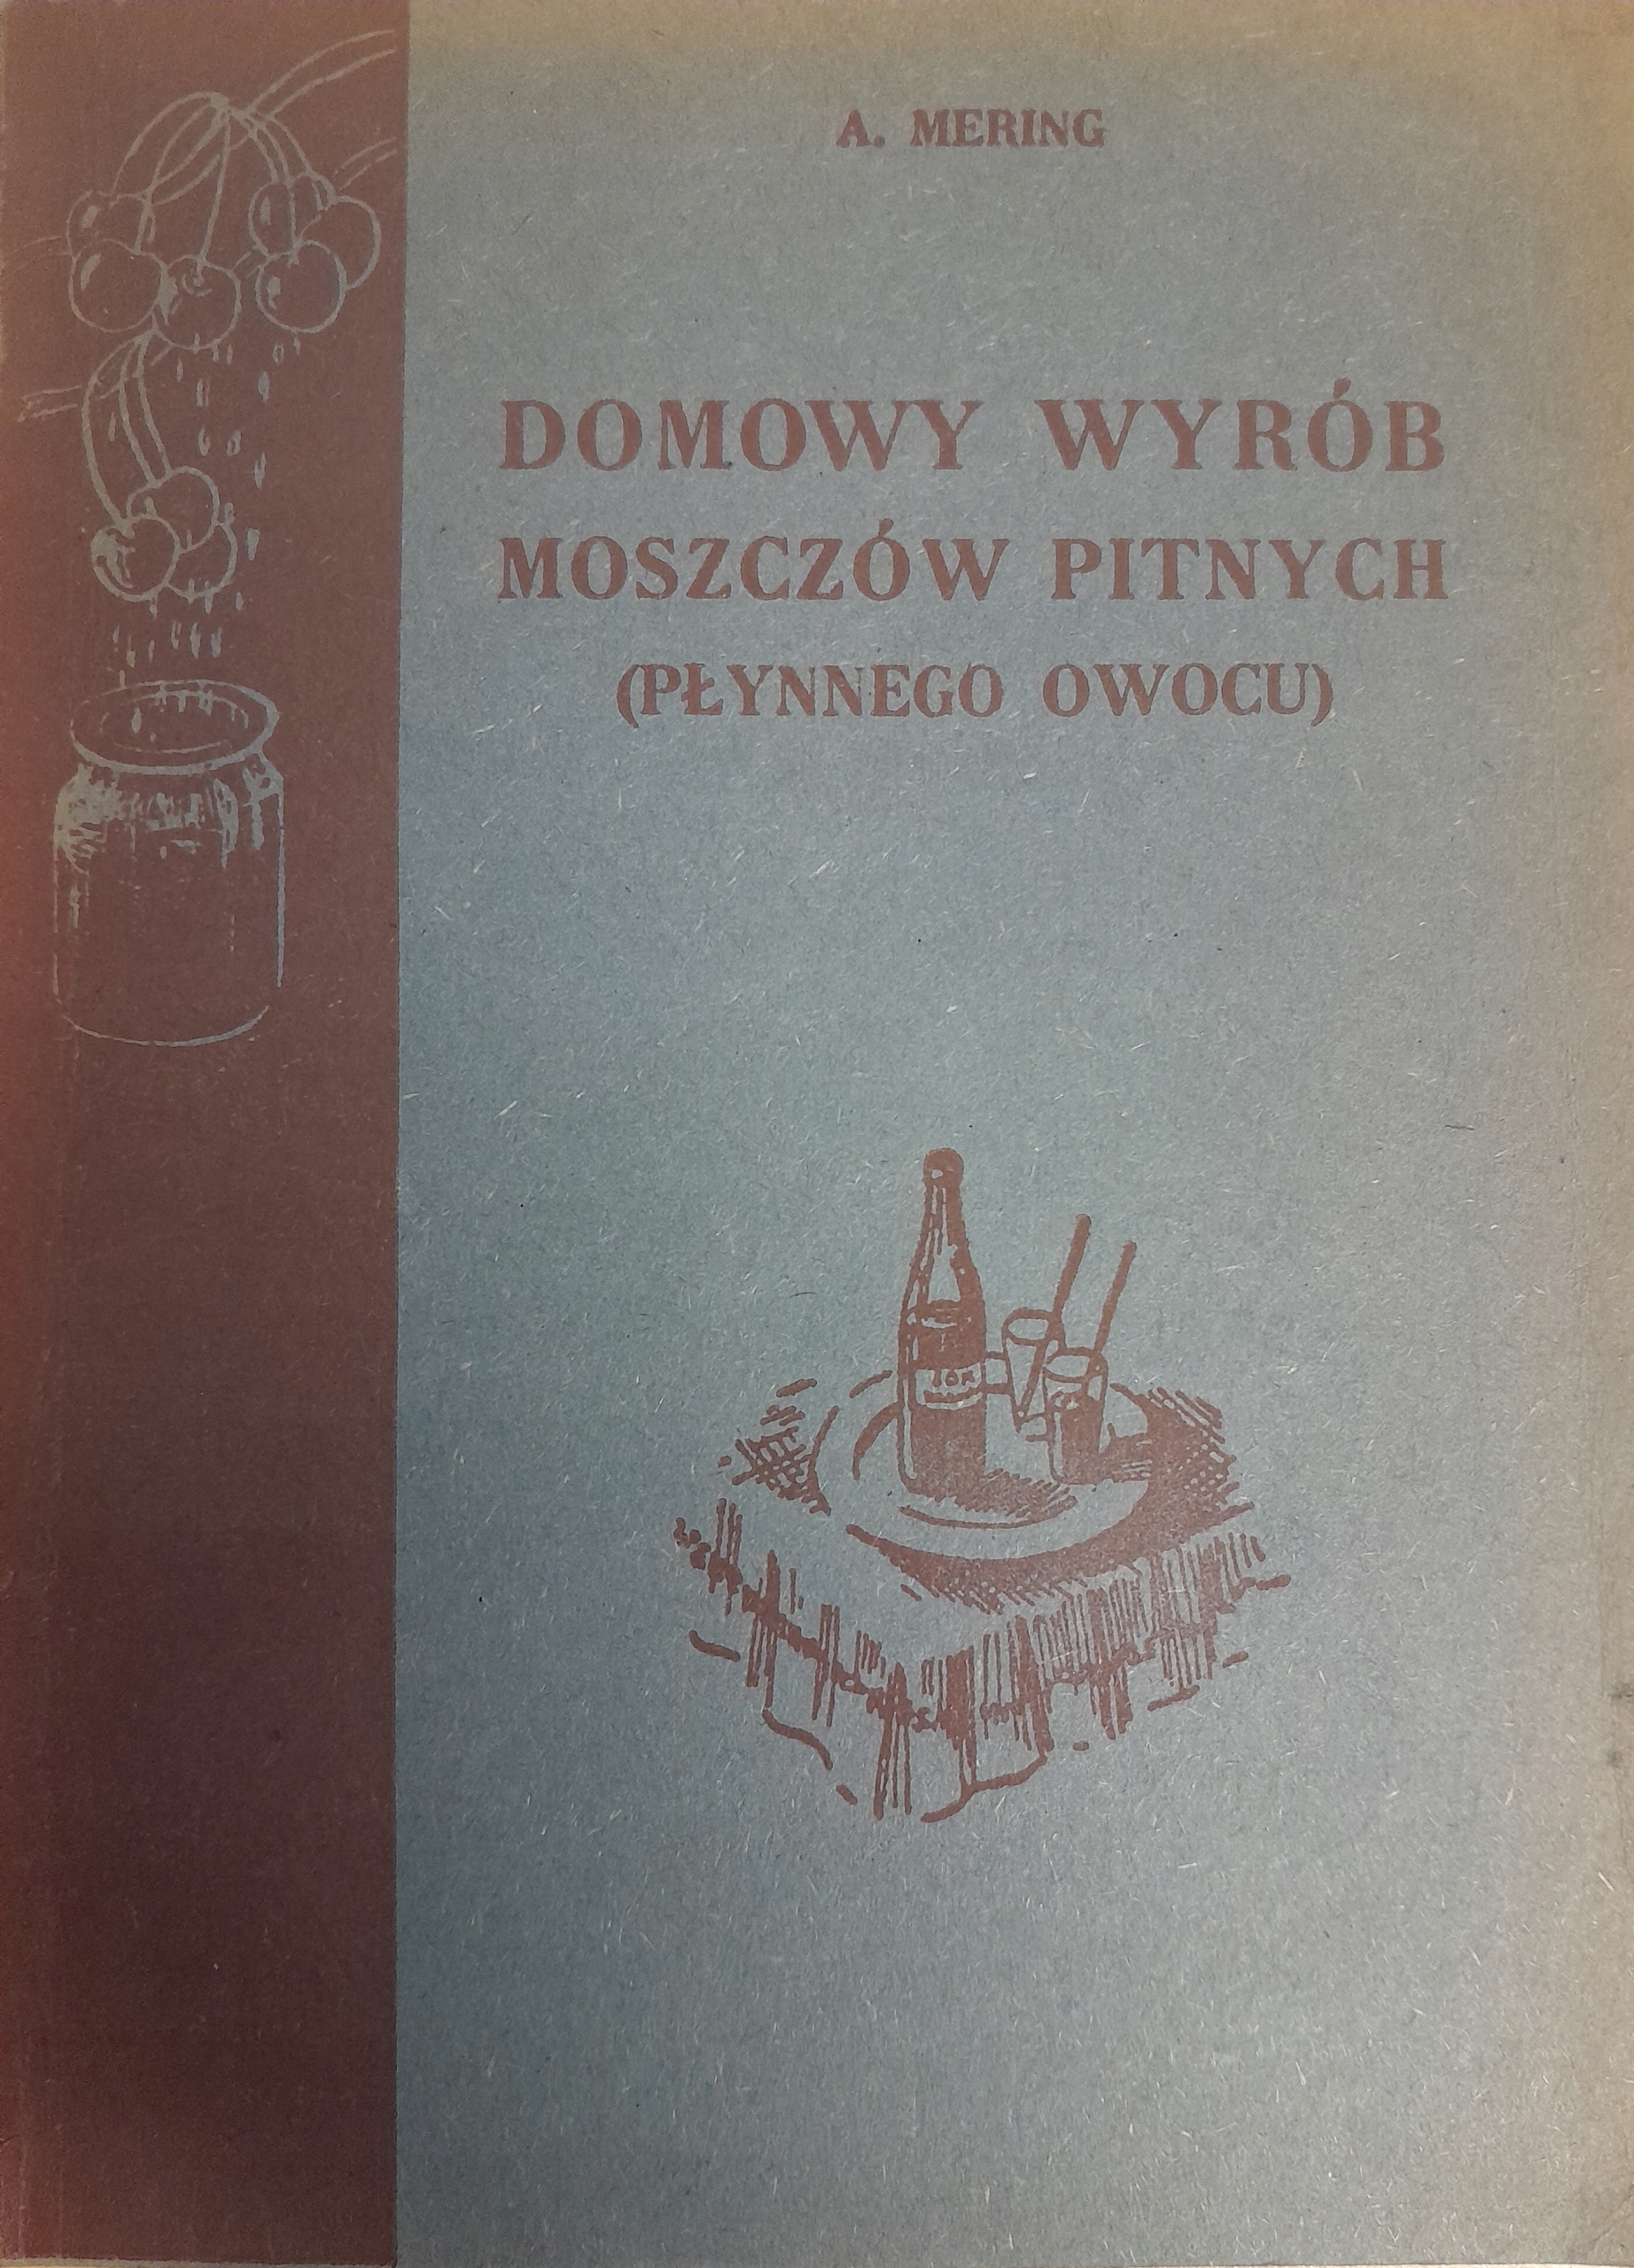 A. MERING
DOMOWY WYRÓB
MOSZCZÓW PITNYCH
(PŁYNNEGO OWOCU)